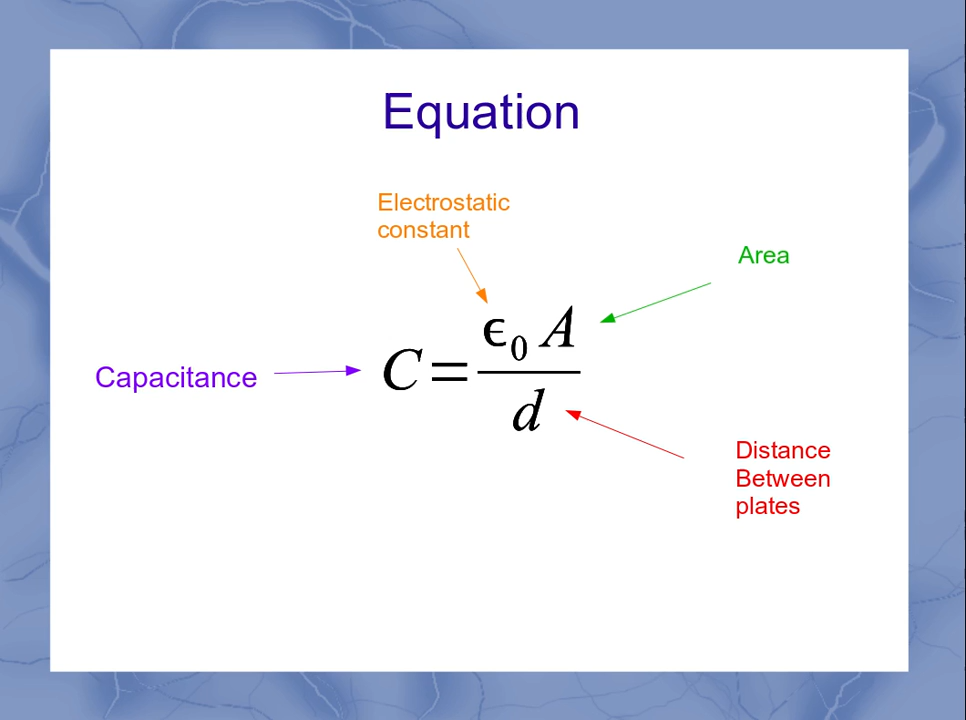 Equation
Electrostatic
constant
Area
Capacitance
C = ϵ₀ A / d
Distance
Between
plates